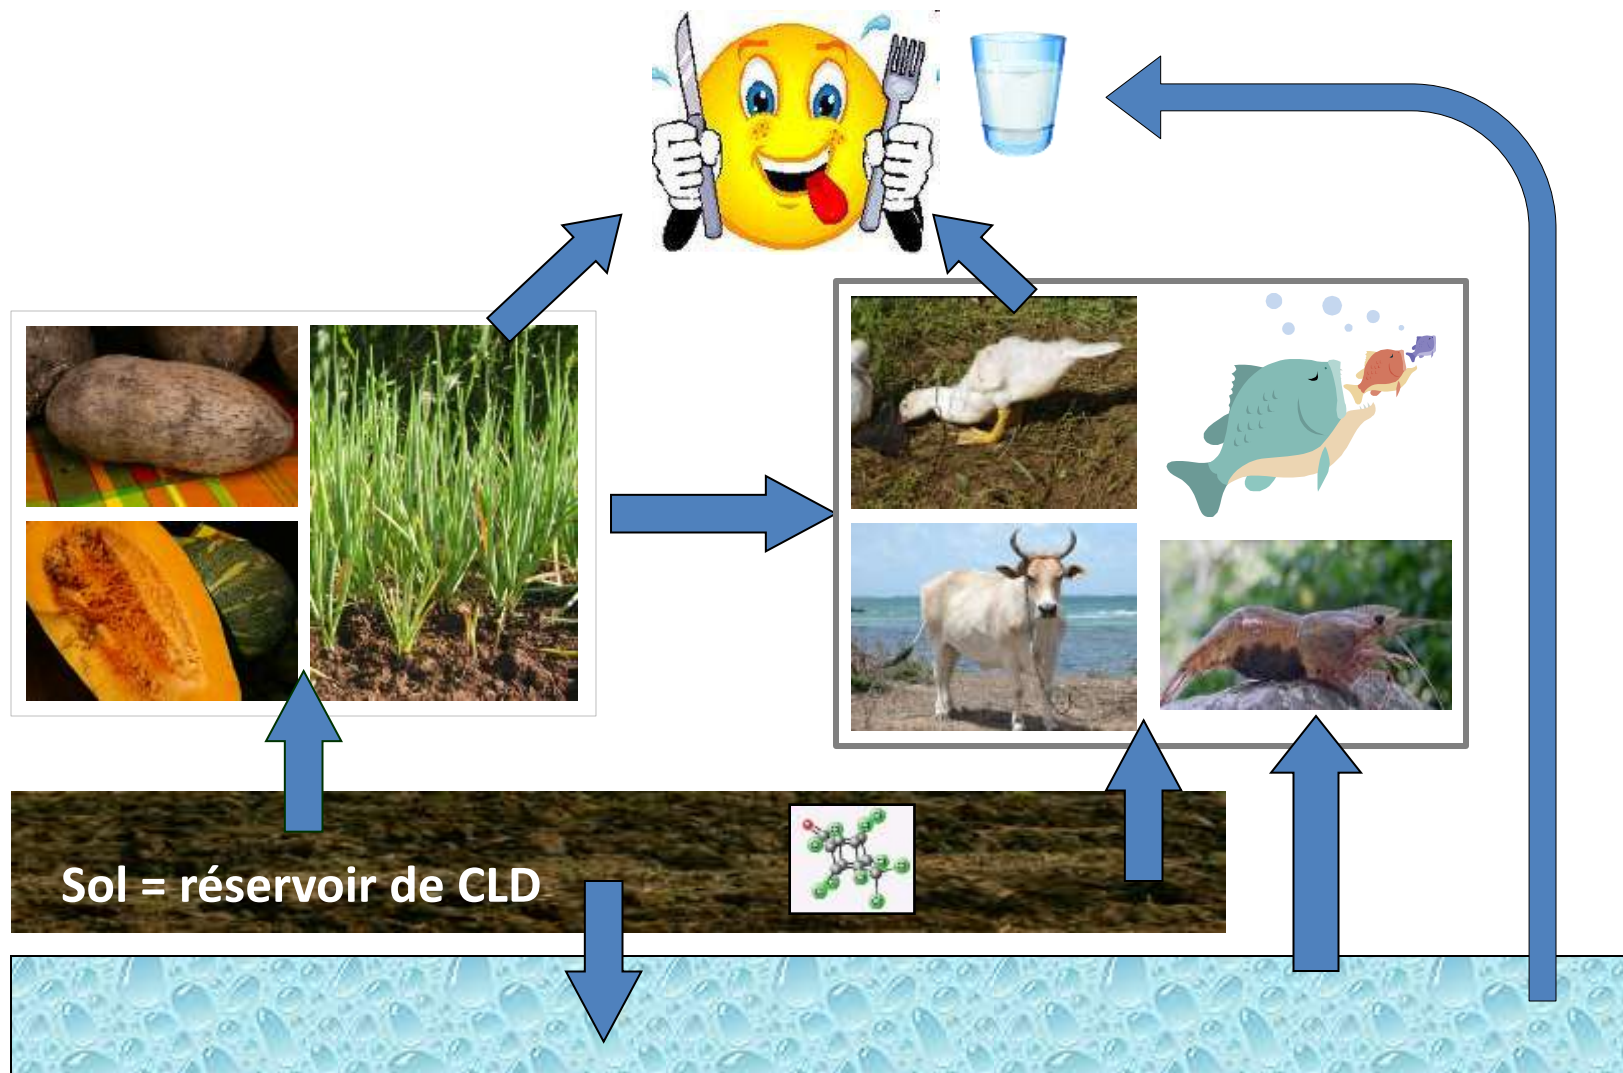 Sol = réservoir de CLD